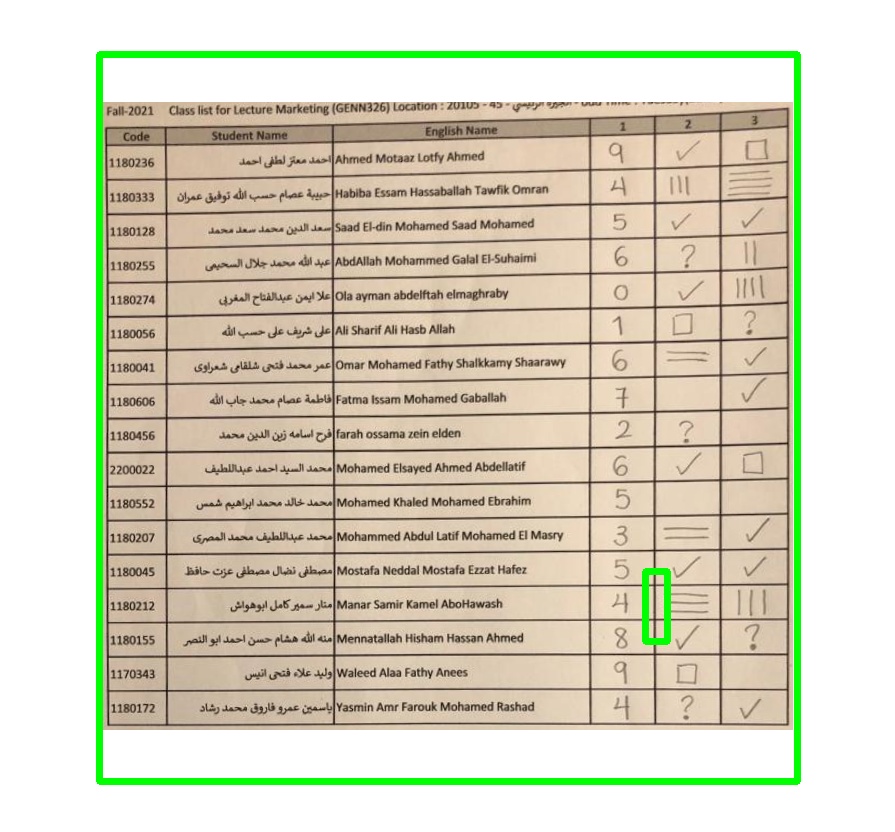 Fall-2021 Class list for Lecture Marketing (GENN326) Location : 20105 - 45 - الجيزة الرئيسي
Code Student Name English Name 1 2 3
1180236 احمد معتز لطفى احمد Ahmed Motaaz Lotfy Ahmed 9 ✓ □
1180333 حبيبة عصام حسب الله توفيق عمران Habiba Essam Hassaballah Tawfik Omran 4 |||
1180128 سعد الدين محمد سعد محمد Saad El-din Mohamed Saad Mohamed 5 ✓ ✓
1180255 عبد الله محمد جلال السحيمى AbdAllah Mohammed Galal El-Suhaimi 6 ? ||
1180274 علا ايمن عبدالفتاح المغربي Ola ayman abdelftah elmaghraby 0 ✓ ||||
1180056 على شريف على حسب الله Ali Sharif Ali Hasb Allah 1 □ ?
1180041 عمر محمد فتحى شلقامى شعراوى Omar Mohamed Fathy Shalkkamy Shaarawy 6 = ✓
1180606 فاطمة عصام محمد جاب الله Fatma Issam Mohamed Gaballah 7 ✓
1180456 فرح اسامه زين الدين محمد farah ossama zein elden 2 ?
2200022 محمد السيد احمد عبداللطيف Mohamed Elsayed Ahmed Abdellatif 6 ✓ □
1180552 محمد خالد محمد ابراهيم شمس Mohamed Khaled Mohamed Ebrahim 5
1180207 محمد عبداللطيف محمد المصرى Mohammed Abdul Latif Mohamed El Masry 3 = ✓
1180045 مصطفى نضال مصطفى عزت حافظ Mostafa Neddal Mostafa Ezzat Hafez 5 ✓ ✓
1180212 منار سمير كامل ابوهواش Manar Samir Kamel AboHawash 4 ≡ |||
1180155 منه الله هشام حسن احمد ابو النصر Mennatallah Hisham Hassan Ahmed 8 ✓ ?
1170343 وليد علاء فتحى انيس Waleed Alaa Fathy Anees 9 □
1180172 ياسمين عمرو فاروق محمد رشاد Yasmin Amr Farouk Mohamed Rashad 4 ? ✓